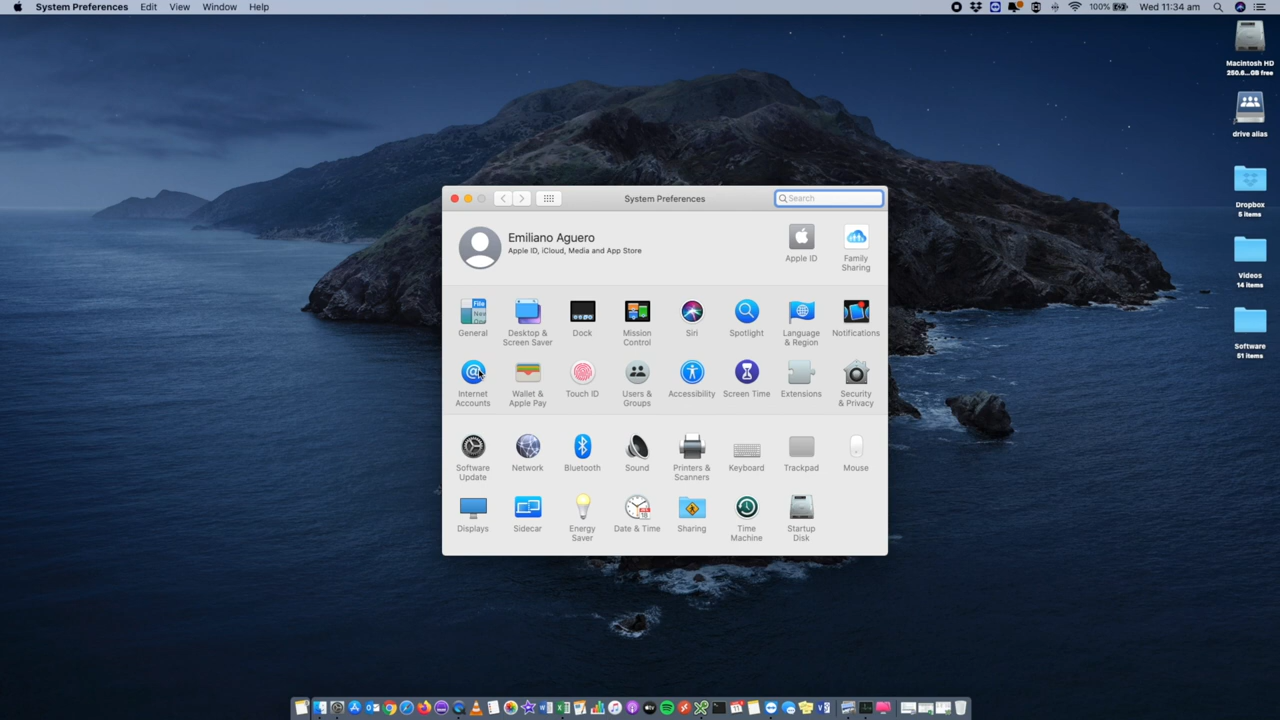 System Preferences Edit View Window Help 100% Wed 11:34 am
Macintosh HD
250.6...GB free
drive alias
Dropbox
5 items
Videos
14 items
Software
51 items
System Preferences Search
Emiliano Aguero
Apple ID, iCloud, Media and App Store
Apple ID
Family
Sharing
General
Desktop &
Screen Saver
Dock
Mission
Control
Siri
Spotlight
Language
& Region
Notifications
Internet
Accounts
Wallet &
Apple Pay
Touch ID
Users &
Groups
Accessibility
Screen Time
Extensions
Security
& Privacy
Software
Update
Network
Bluetooth
Sound
Printers &
Scanners
Keyboard
Trackpad
Mouse
Displays
Sidecar
Energy
Saver
Date & Time
Sharing
Time
Machine
Startup
Disk